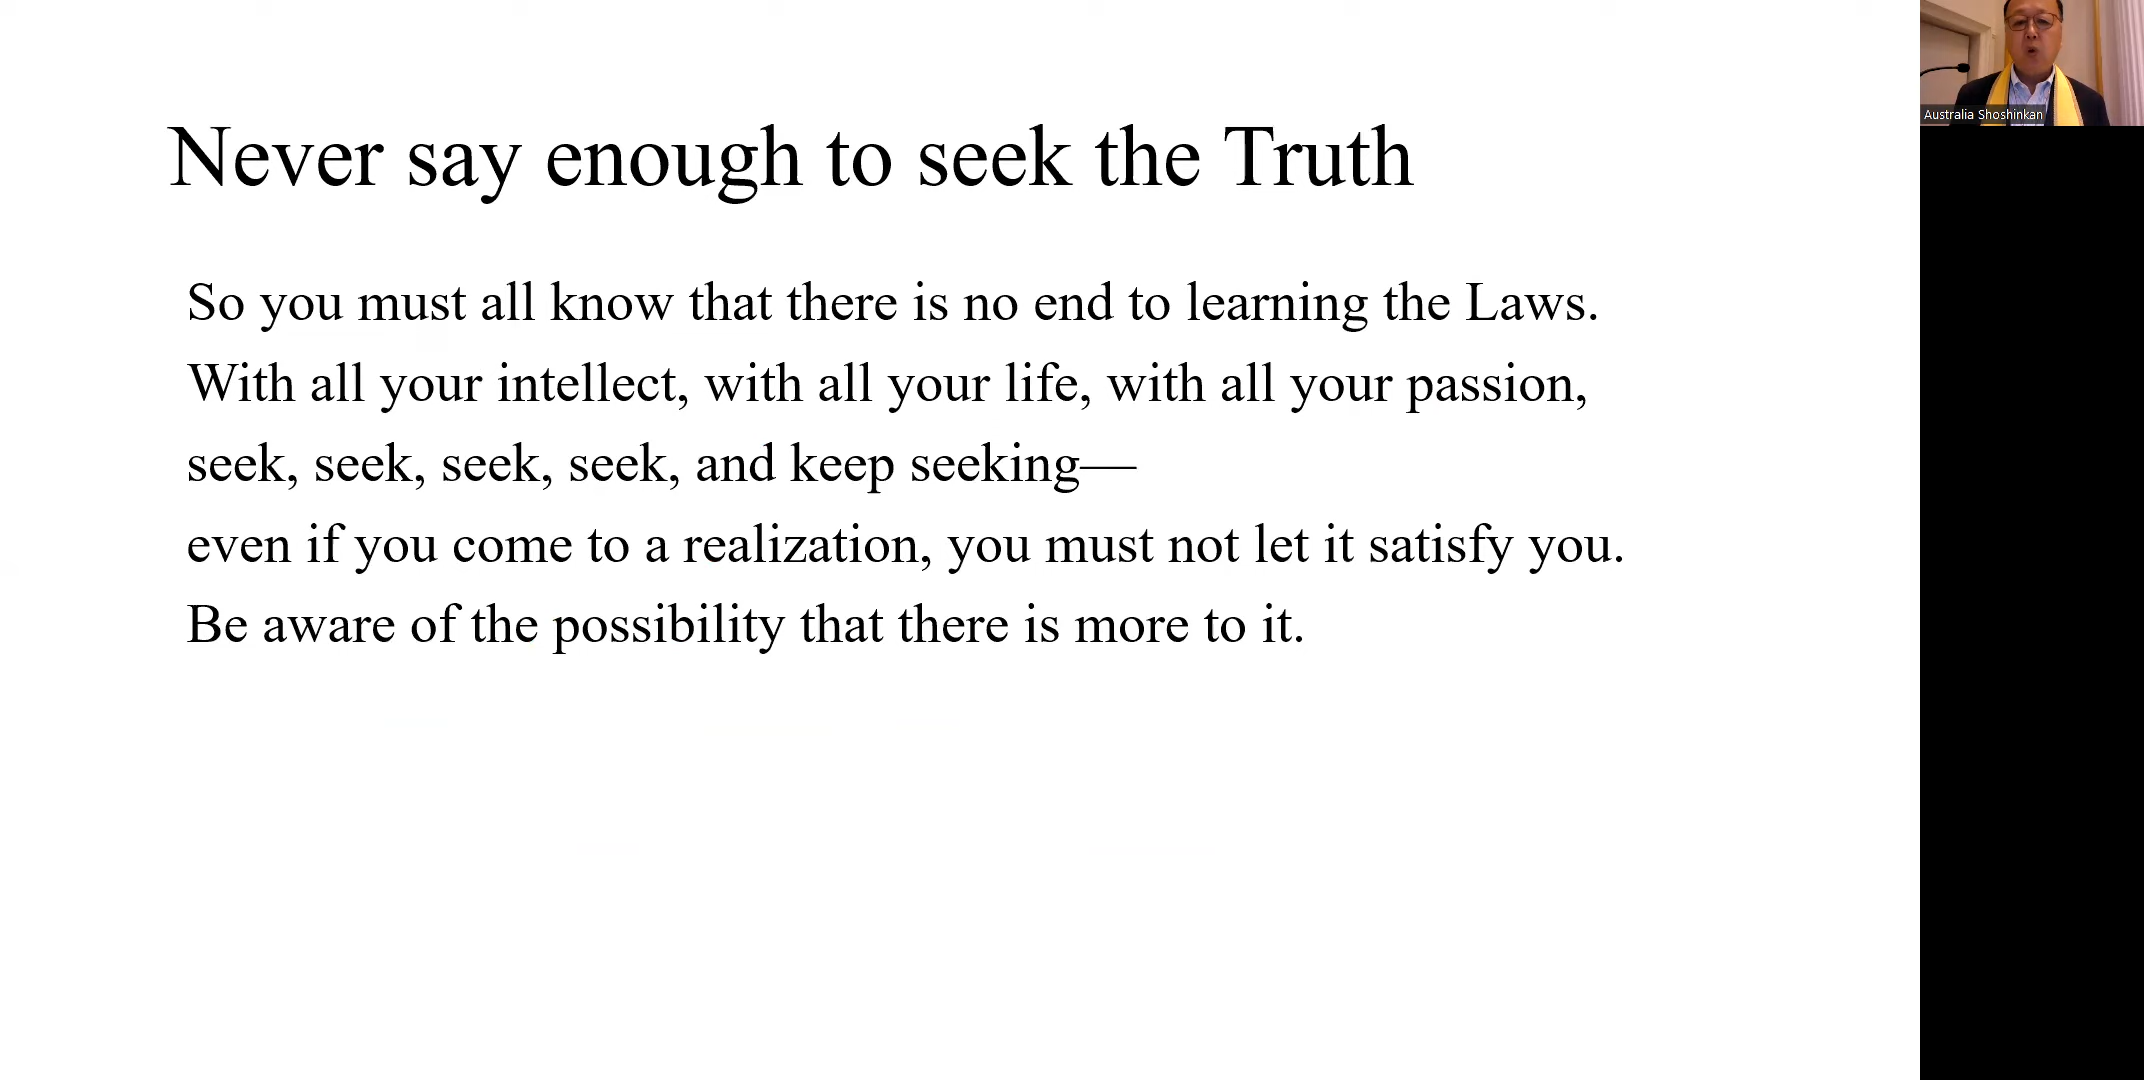 Never say enough to seek the Truth
So you must all know that there is no end to learning the Laws.
With all your intellect, with all your life, with all your passion,
seek, seek, seek, seek, and keep seeking—
even if you come to a realization, you must not let it satisfy you.
Be aware of the possibility that there is more to it.
Australia Shoshinkan